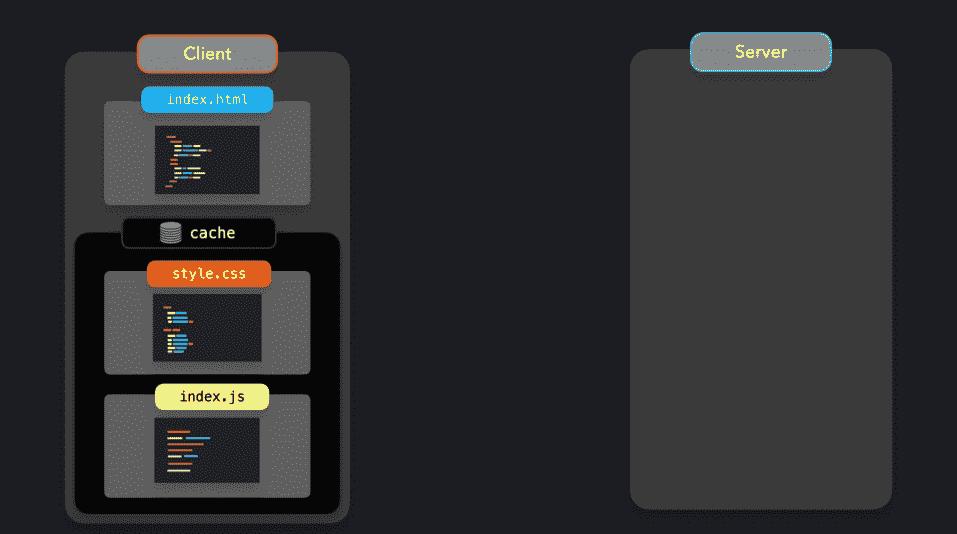 Client
Server
index.html
cache
style.css
index.js